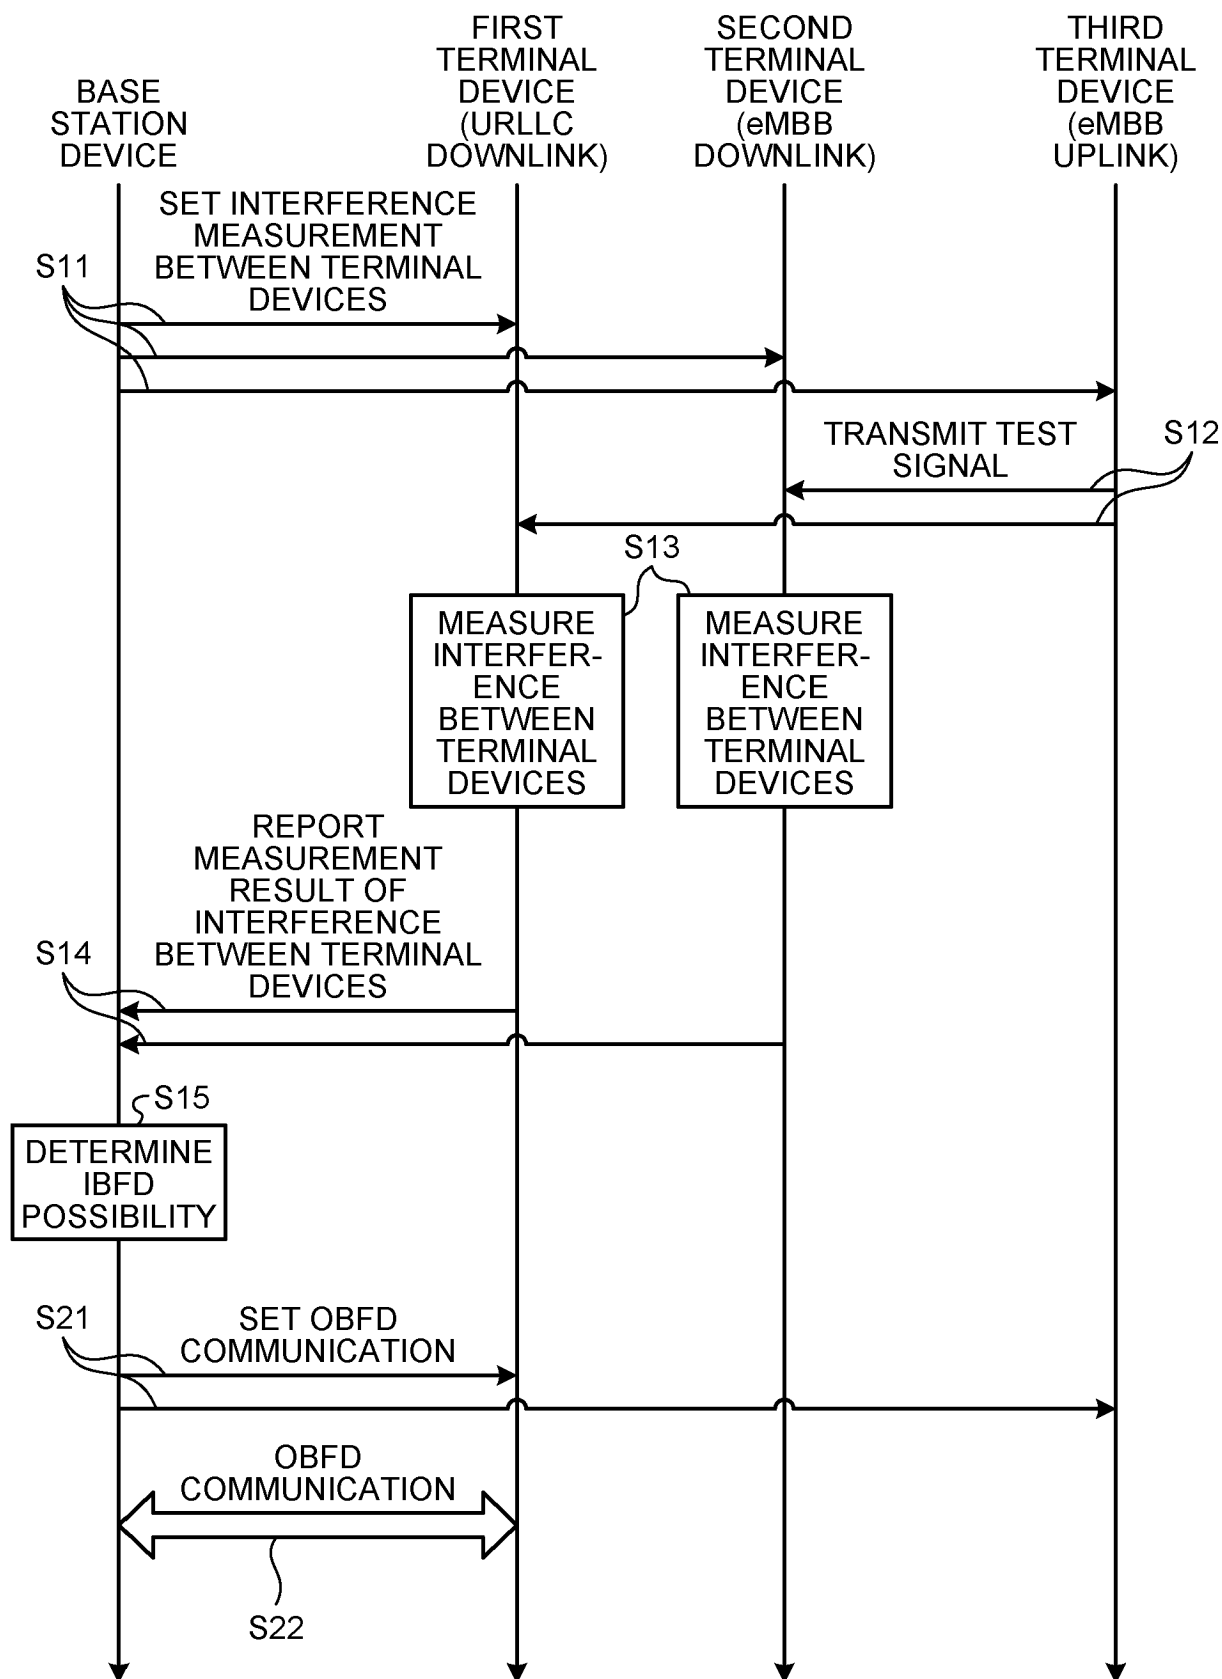 BASE
STATION
DEVICE
FIRST
TERMINAL
DEVICE
(URLLC
DOWNLINK)
SECOND
TERMINAL
DEVICE
(eMBB
DOWNLINK)
THIRD
TERMINAL
DEVICE
(eMBB
UPLINK)
S11
SET INTERFERENCE
MEASUREMENT
BETWEEN TERMINAL
DEVICES
TRANSMIT TEST
SIGNAL
S12
S13
MEASURE
INTERFER-
ENCE
BETWEEN
TERMINAL
DEVICES
MEASURE
INTERFER-
ENCE
BETWEEN
TERMINAL
DEVICES
S14
REPORT
MEASUREMENT
RESULT OF
INTERFERENCE
BETWEEN TERMINAL
DEVICES
S15
DETERMINE
IBFD
POSSIBILITY
S21
SET OBFD
COMMUNICATION
OBFD
COMMUNICATION
S22